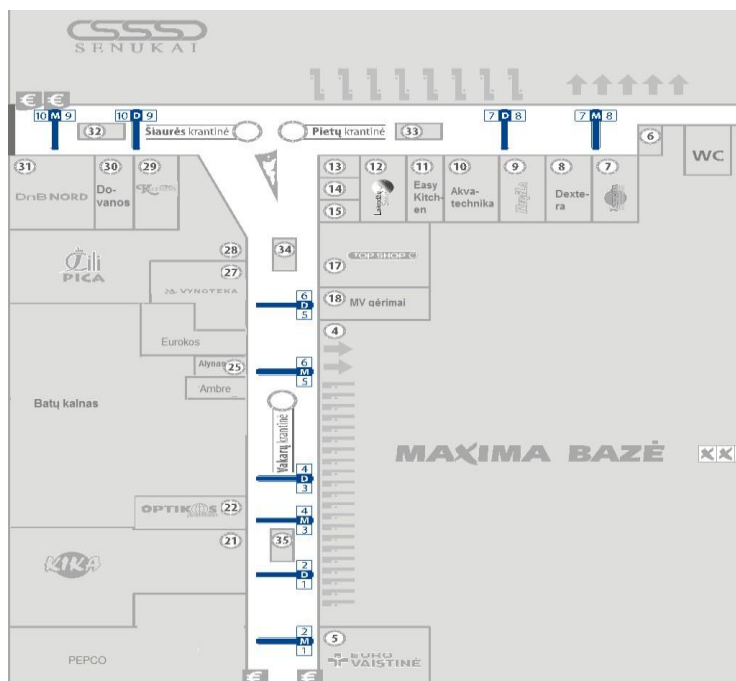 SENUKAI
€ €
10 M 9
10 D 9
7 D 8
7 M 8
32
Šiaurės krantinė
Pietų krantinė
33
6
WC
31
30
29
13
12
11
10
9
8
7
DnB NORD
Do-
vanos
14
15
Easy
Kitch-
en
Akva-
technika
Dexte-
ra
28
34
Čili
PICA
27
17
TOP SHOP
VYNOTEKA
18
MV gėrimai
6
D
5
4
Eurokos
Alynas
25
6
M
5
Ambre
Batų kalnas
Vakarų krantinė
MAXIMA BAZĖ
X X
4
D
3
OPTIKOS
22
4
M
3
21
35
KIKA
2
D
1
2
M
1
5
PEPCO
EURO
VAISTINĖ
€ €